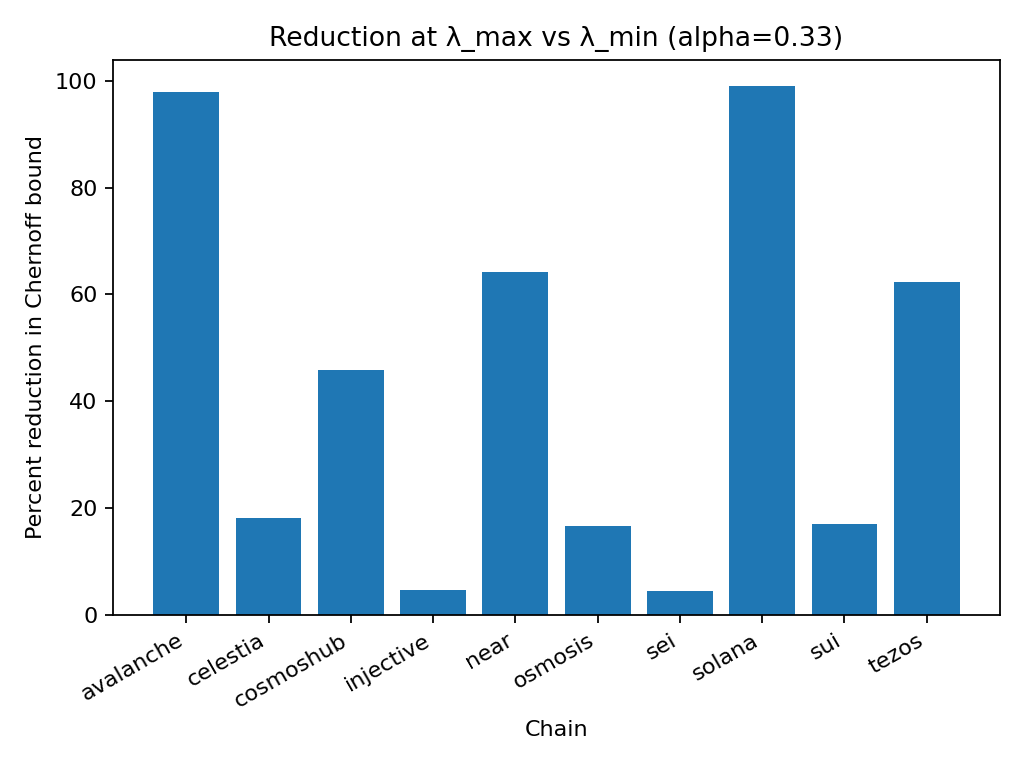 Reduction at λ_max vs λ_min (alpha=0.33)
Percent reduction in Chernoff bound
100
80
60
40
20
0
avalanche
celestia
cosmoshub
injective
near
osmosis
sei
solana
sui
tezos
Chain